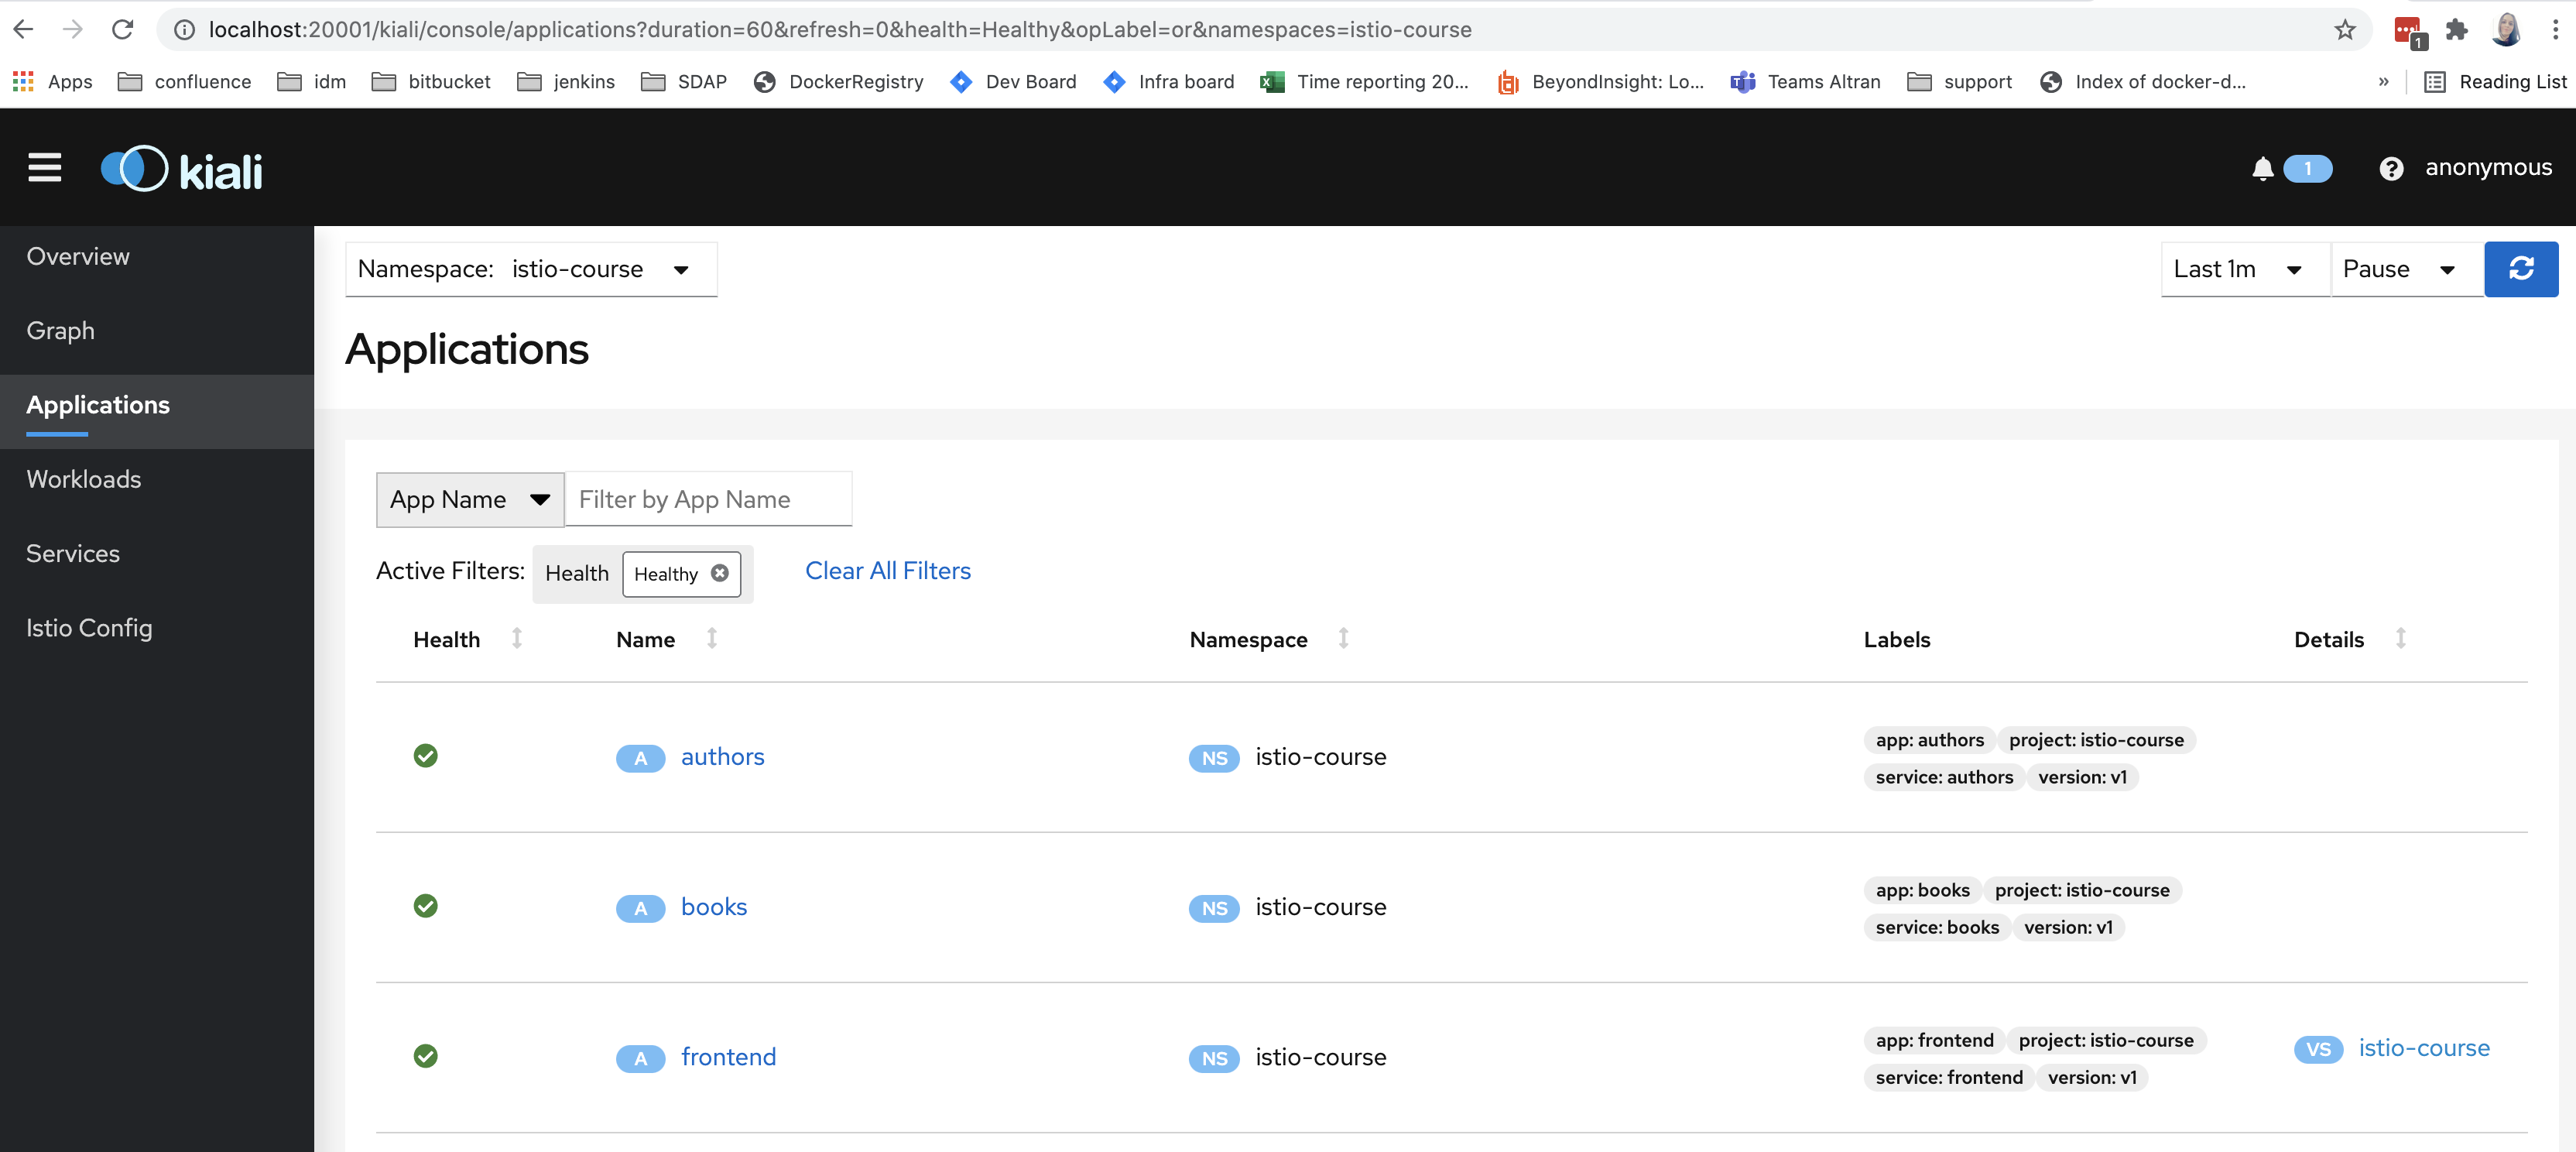 localhost:20001/kiali/console/applications?duration=60&refresh=0&health=Healthy&opLabel=or&namespaces=istio-course
1
Apps confluence idm bitbucket jenkins SDAP DockerRegistry Dev Board Infra board Time reporting 20... BeyondInsight: Lo... Teams Altran support Index of docker-d... » Reading List
kiali 1 anonymous
Overview
Graph
Applications
Workloads
Services
Istio Config
Namespace: istio-course Last 1m Pause
Applications
App Name Filter by App Name
Active Filters: Health Healthy Clear All Filters
Health Name Namespace Labels Details
A authors NS istio-course app: authors project: istio-course
service: authors version: v1
A books NS istio-course app: books project: istio-course
service: books version: v1
A frontend NS istio-course app: frontend project: istio-course VS istio-course
service: frontend version: v1